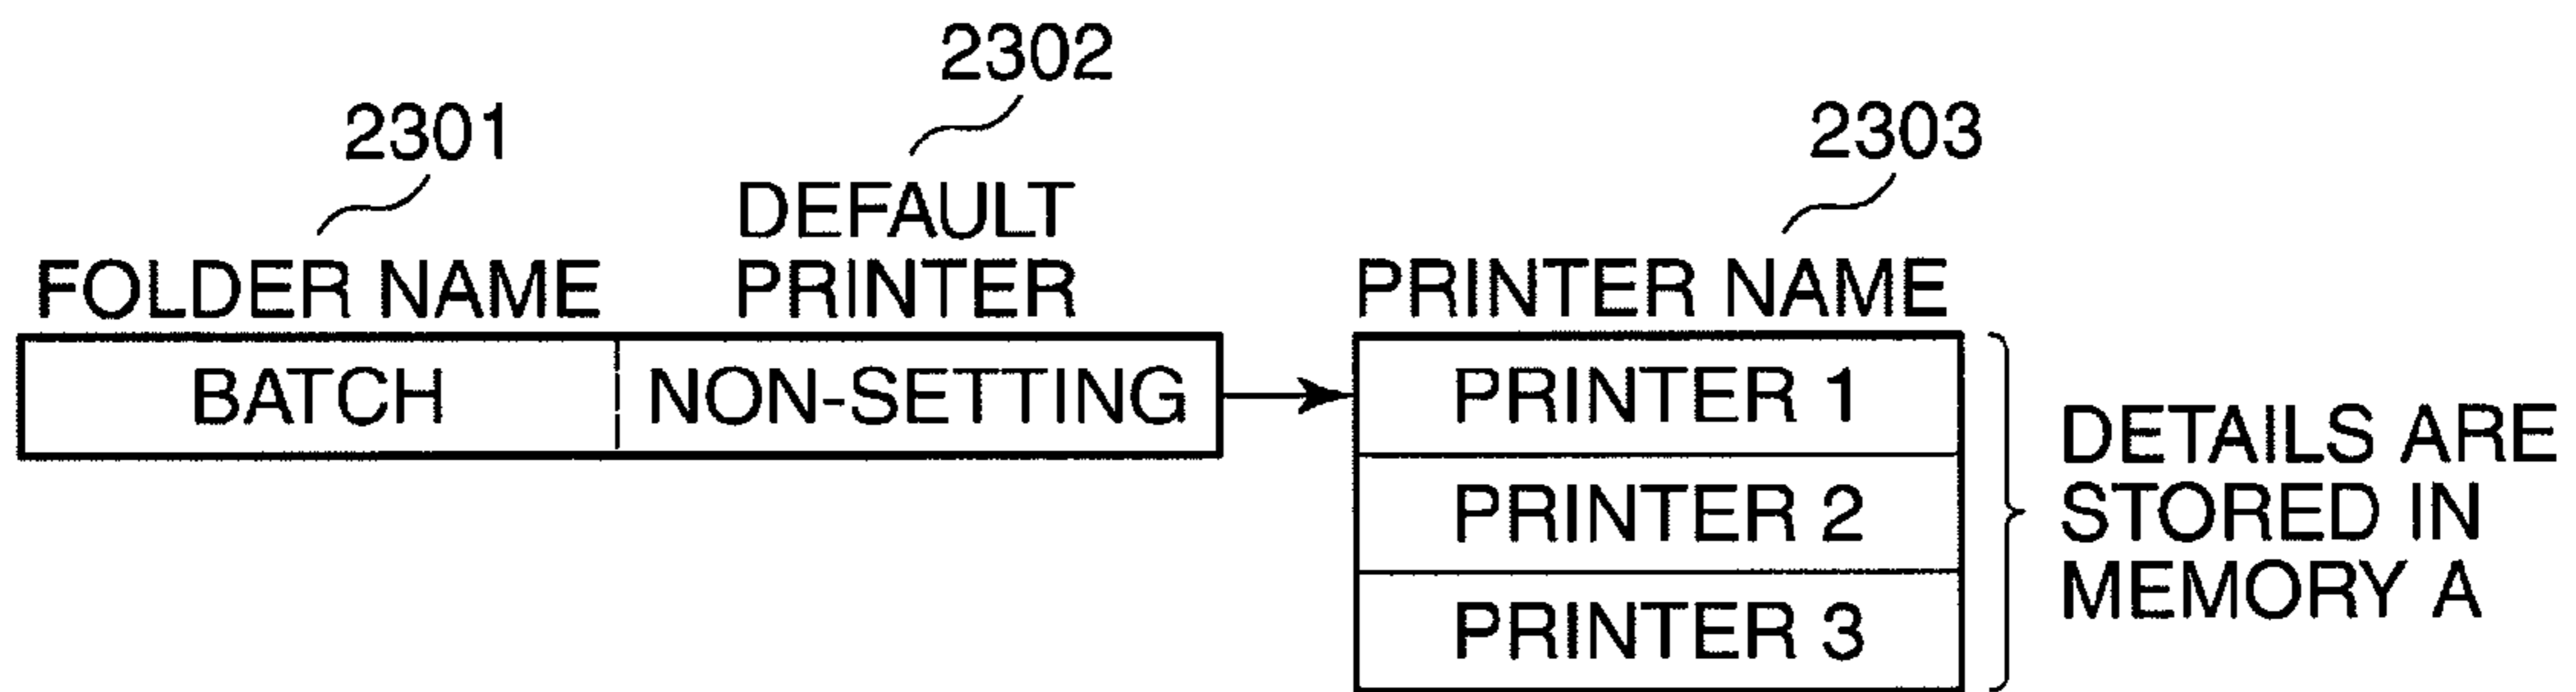 2301
2302
2303
FOLDER NAME
DEFAULT
PRINTER
PRINTER NAME
BATCH
NON-SETTING
PRINTER 1
PRINTER 2
PRINTER 3
DETAILS ARE
STORED IN
MEMORY A